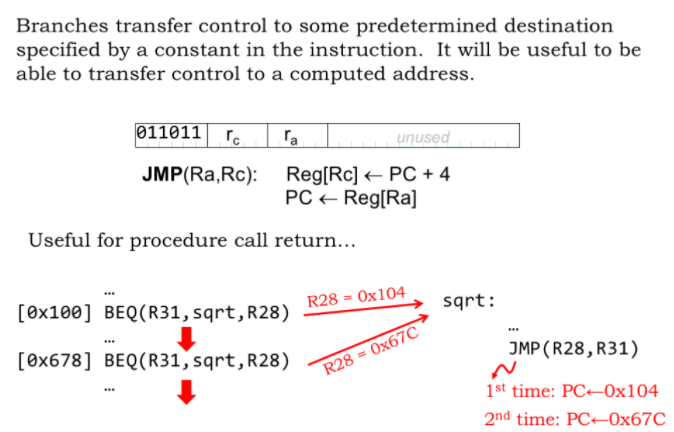 Branches transfer control to some predetermined destination
specified by a constant in the instruction. It will be useful to be
able to transfer control to a computed address.
011011 rc ra unused
JMP(Ra,Rc): Reg[Rc] ← PC + 4
PC ← Reg[Ra]
Useful for procedure call return…
…
[0x100] BEQ(R31,sqrt,R28)
…
[0x678] BEQ(R31,sqrt,R28)
…
R28 = 0x104
R28 = 0x67C
sqrt:
…
JMP(R28,R31)
1st time: PC←0x104
2nd time: PC←0x67C